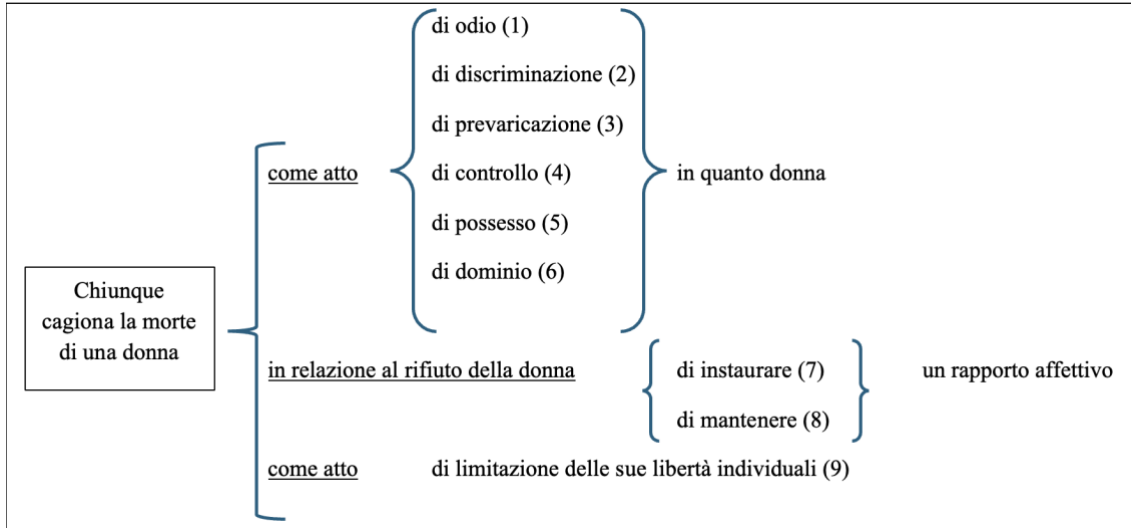 Chiunque
cagiona la morte
di una donna
come atto
di odio (1)
di discriminazione (2)
di prevaricazione (3)
di controllo (4)
di possesso (5)
di dominio (6)
in quanto donna
in relazione al rifiuto della donna
di instaurare (7)
di mantenere (8)
un rapporto affettivo
come atto
di limitazione delle sue libertà individuali (9)